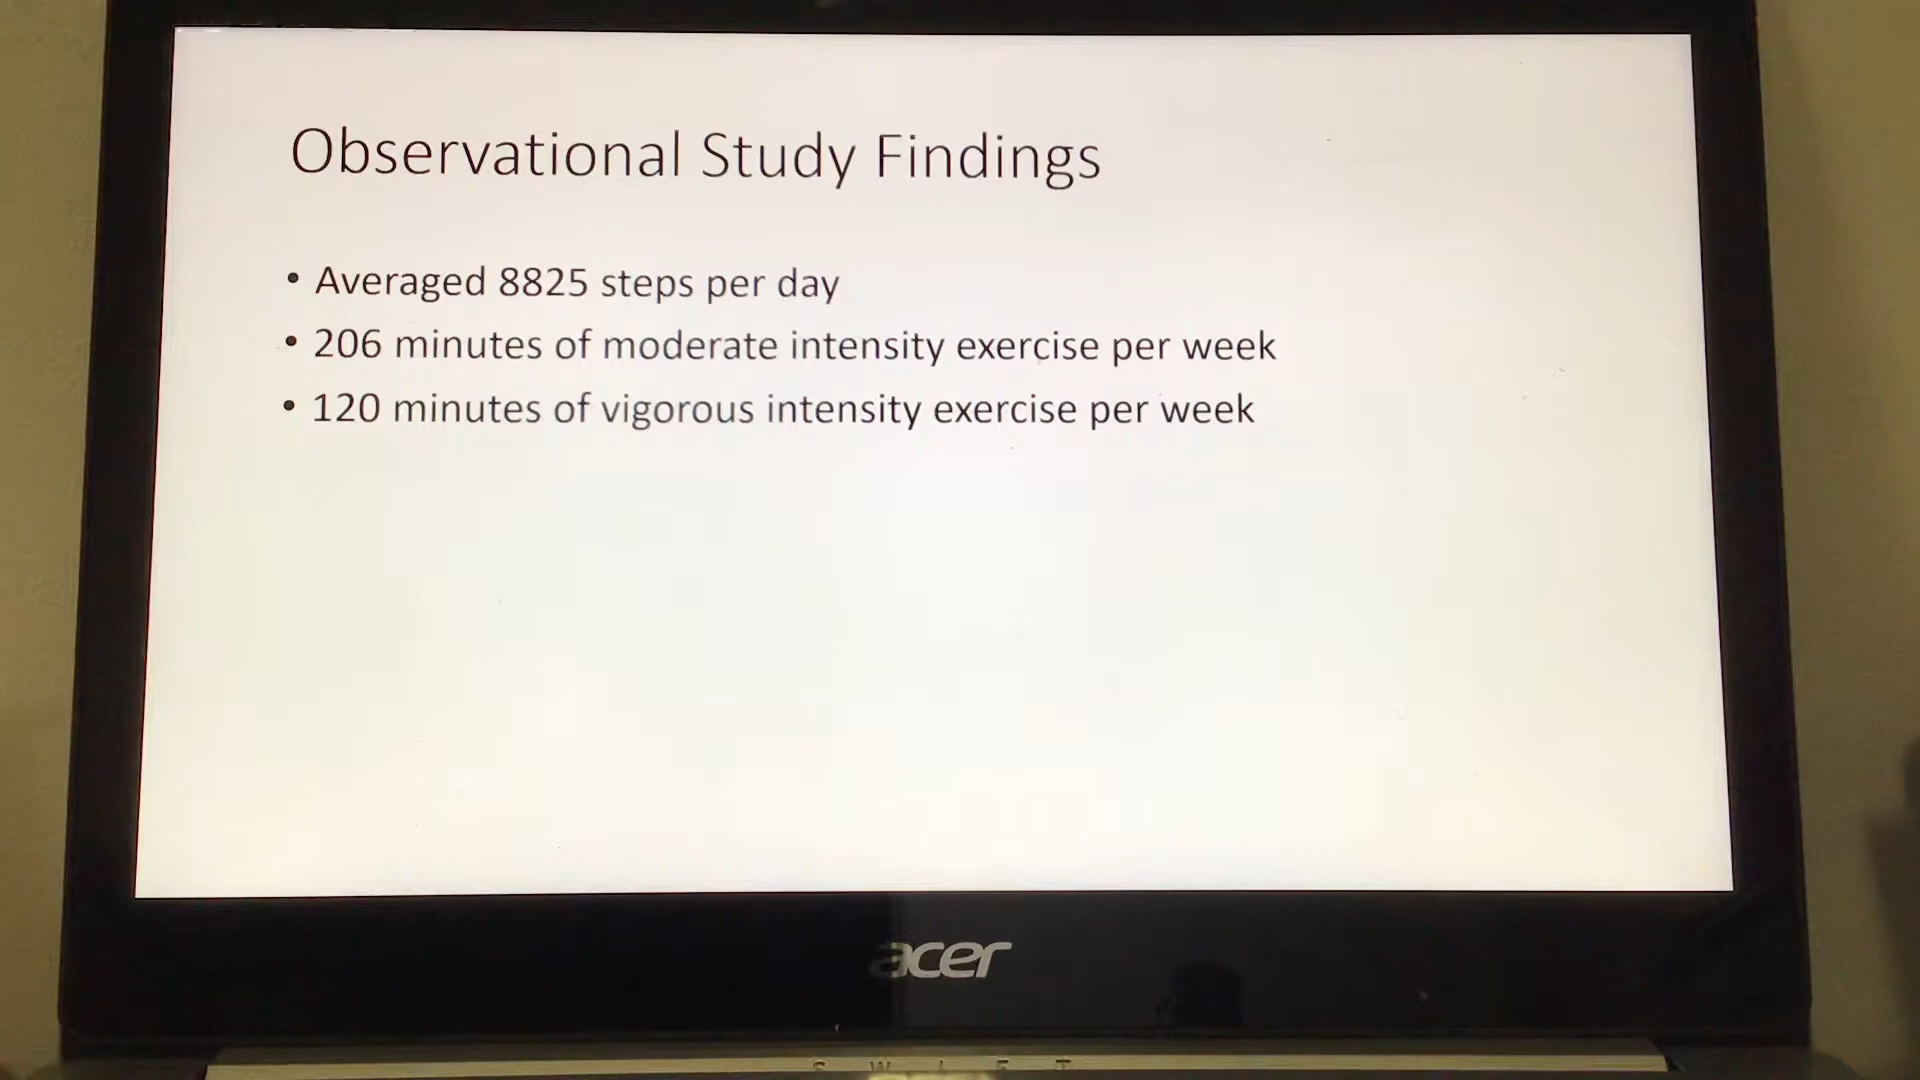 Observational Study Findings
• Averaged 8825 steps per day
• 206 minutes of moderate intensity exercise per week
• 120 minutes of vigorous intensity exercise per week
acer
SWIFT